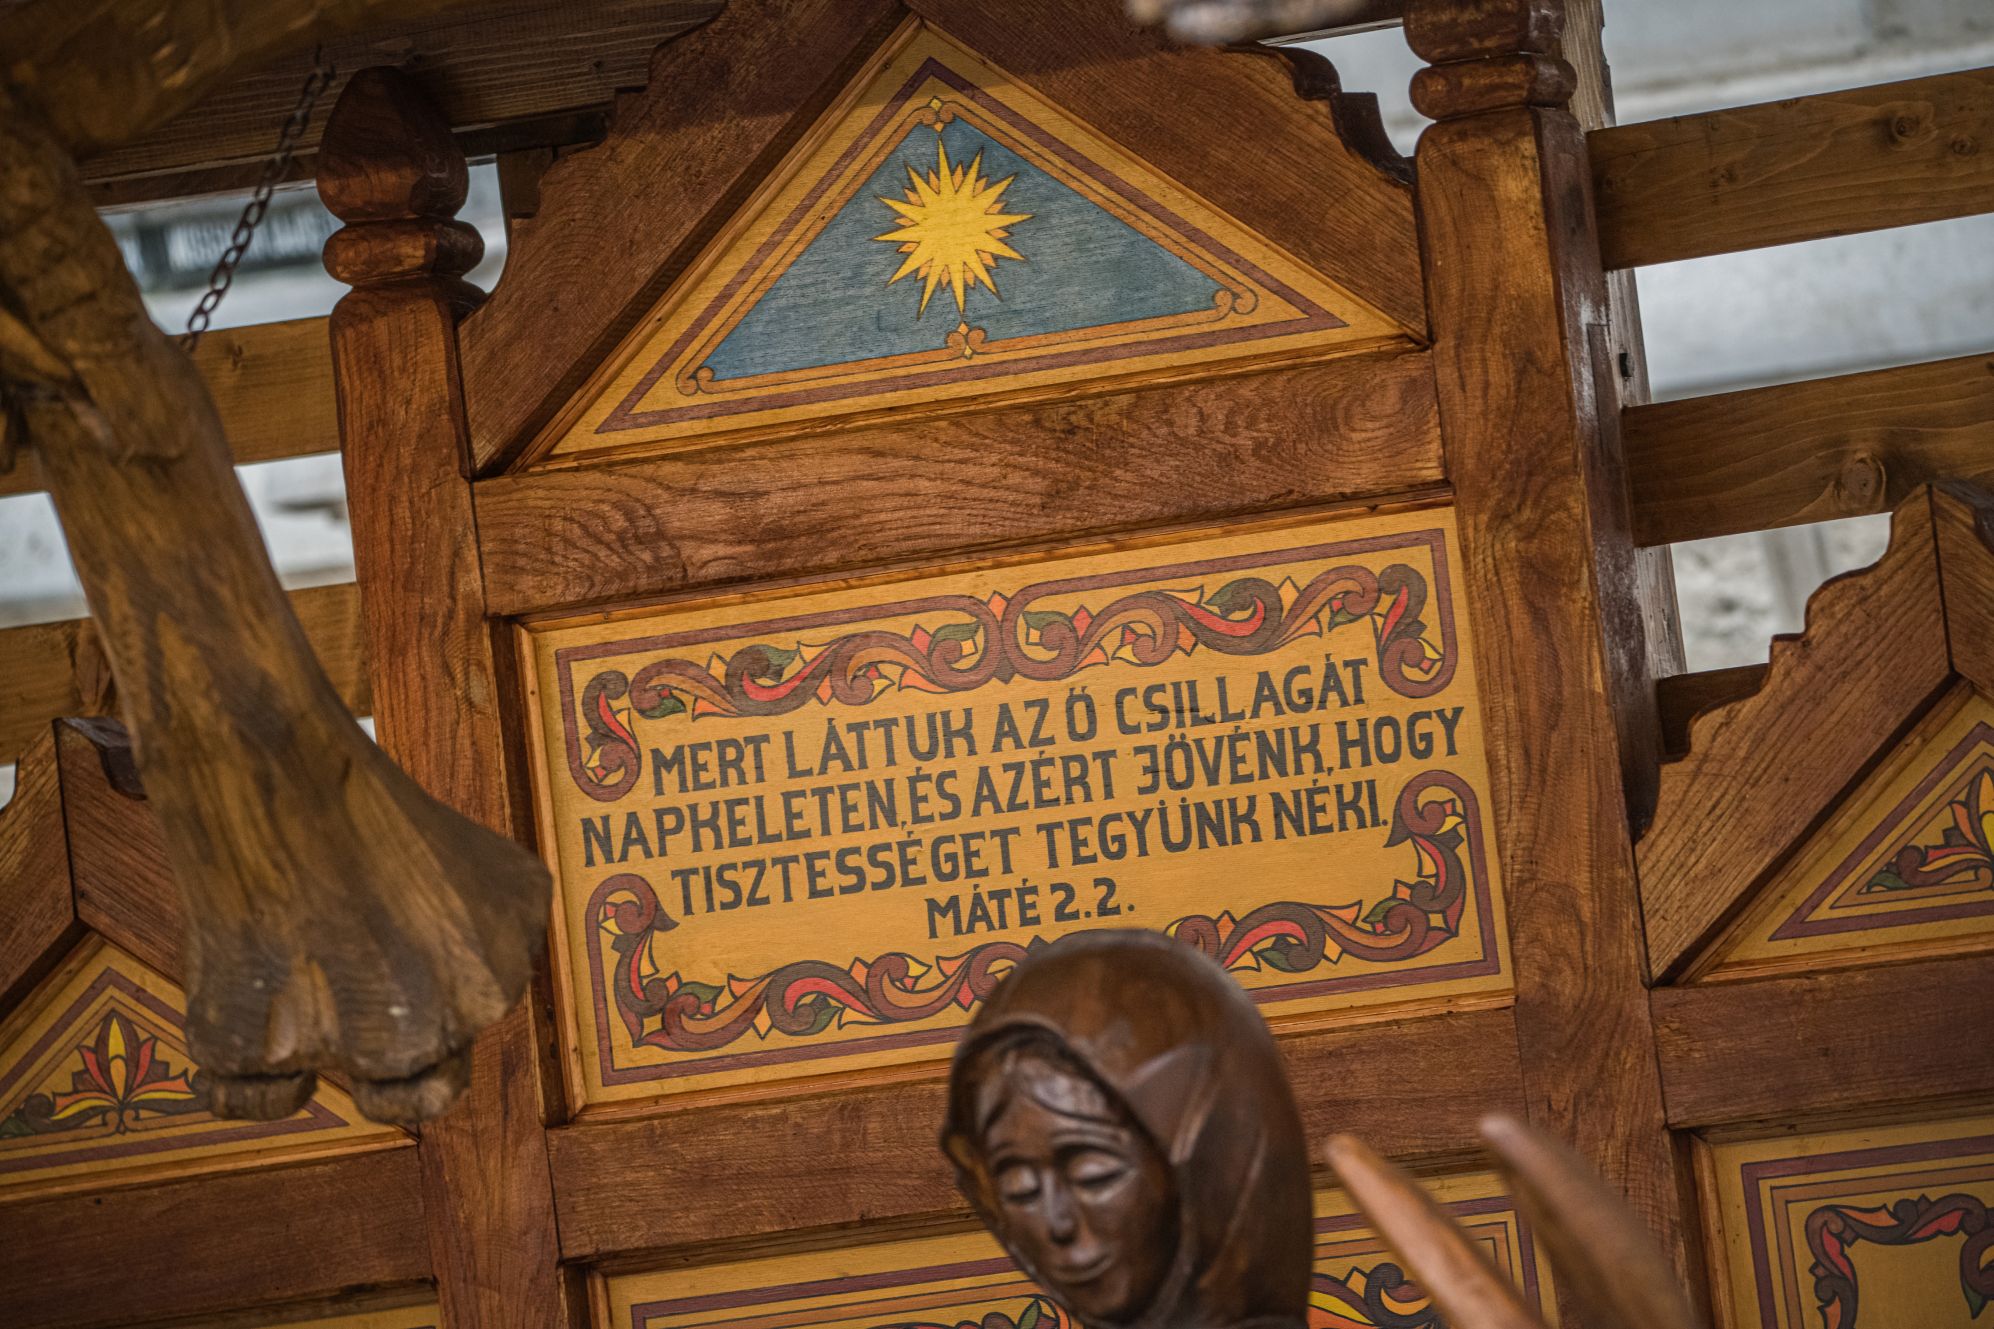 MERT LÁTTUK AZ Ő CSILLAGÁT
NAPKELETEN, ÉS AZÉRT JÖVÉNK, HOGY
TISZTESSÉGET TEGYÜNK NÉKI.
MÁTÉ 2.2.